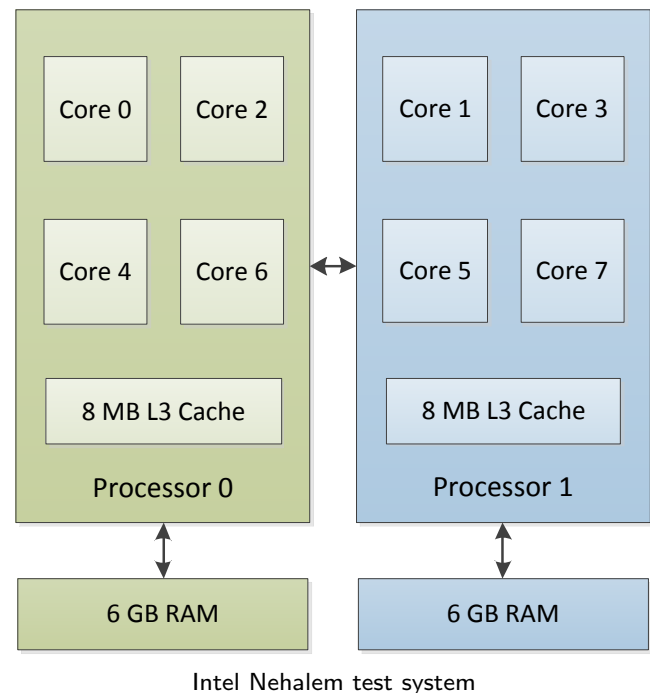 Core 0
Core 2
Core 4
Core 6
8 MB L3 Cache
Processor 0
6 GB RAM
Core 1
Core 3
Core 5
Core 7
8 MB L3 Cache
Processor 1
6 GB RAM
Intel Nehalem test system